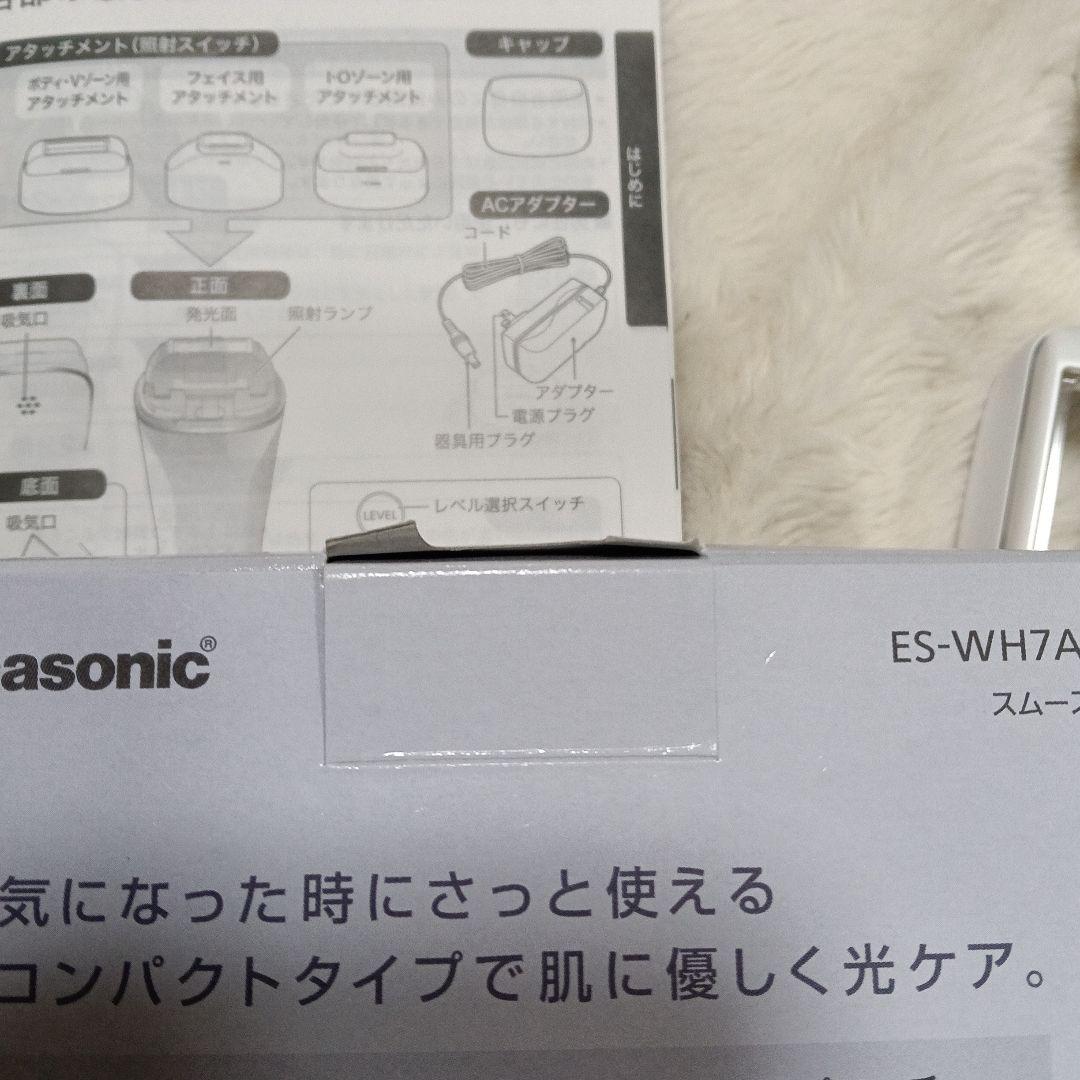 アタッチメント(照射スイッチ)
ボディ・Vゾーン用
アタッチメント
フェイス用
アタッチメント
I・Oゾーン用
アタッチメント
キャップ
はじめに
ACアダプター
コード
アダプター
電源プラグ
器具用プラグ
裏面
吸気口
正面
発光面
照射ランプ
底面
吸気口
LEVEL
レベル選択スイッチ
asonic®
ES-WH7A
スムー
気になった時にさっと使える
コンパクトタイプで肌に優しく光ケア。